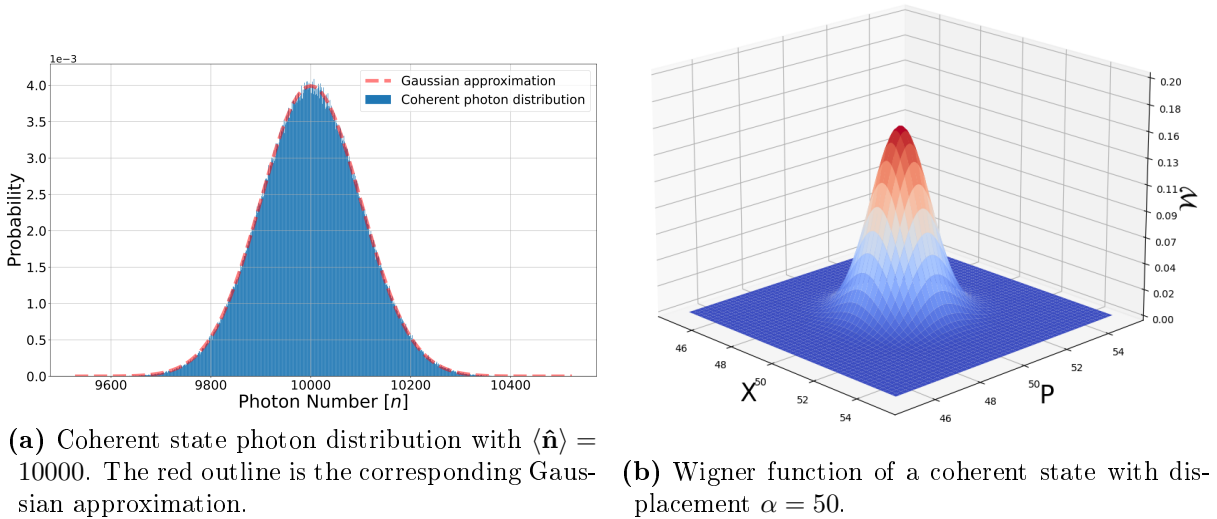 1e−3
4.0
3.5
3.0
2.5
2.0
1.5
1.0
0.5
0.0
Probability
Gaussian approximation
Coherent photon distribution
9600 9800 10000 10200 10400
Photon Number [n]
(a) Coherent state photon distribution with ⟨n̂⟩ =
10000. The red outline is the corresponding Gaus-
sian approximation.
0.20
0.18
0.16
0.13
0.11
0.09
0.07
0.04
0.02
0.00
𝒲
46 48 50 52 54
X
46 48 50 52 54
P
(b) Wigner function of a coherent state with dis-
placement α = 50.